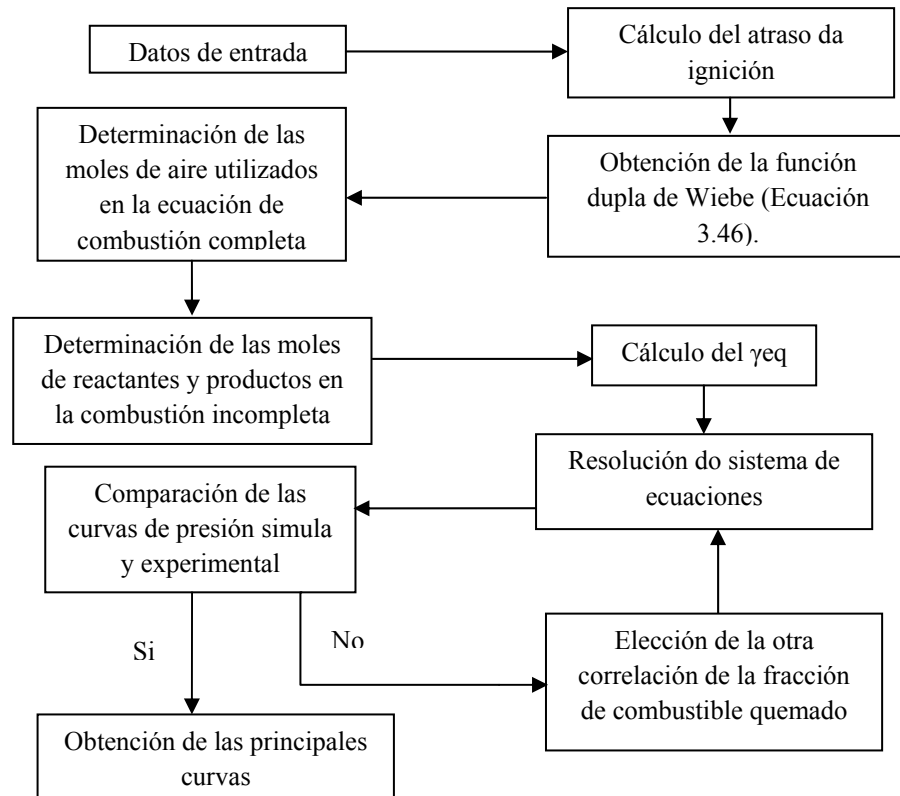 Datos de entrada
Cálculo del atraso da
ignición
Obtención de la función
dupla de Wiebe (Ecuación
3.46).
Determinación de las
moles de aire utilizados
en la ecuación de
combustión completa
Determinación de las moles
de reactantes y productos en
la combustión incompleta
Cálculo del γeq
Resolución do sistema de
ecuaciones
Comparación de las
curvas de presión simula
y experimental
Si
No
Elección de la otra
correlación de la fracción
de combustible quemado
Obtención de las principales
curvas